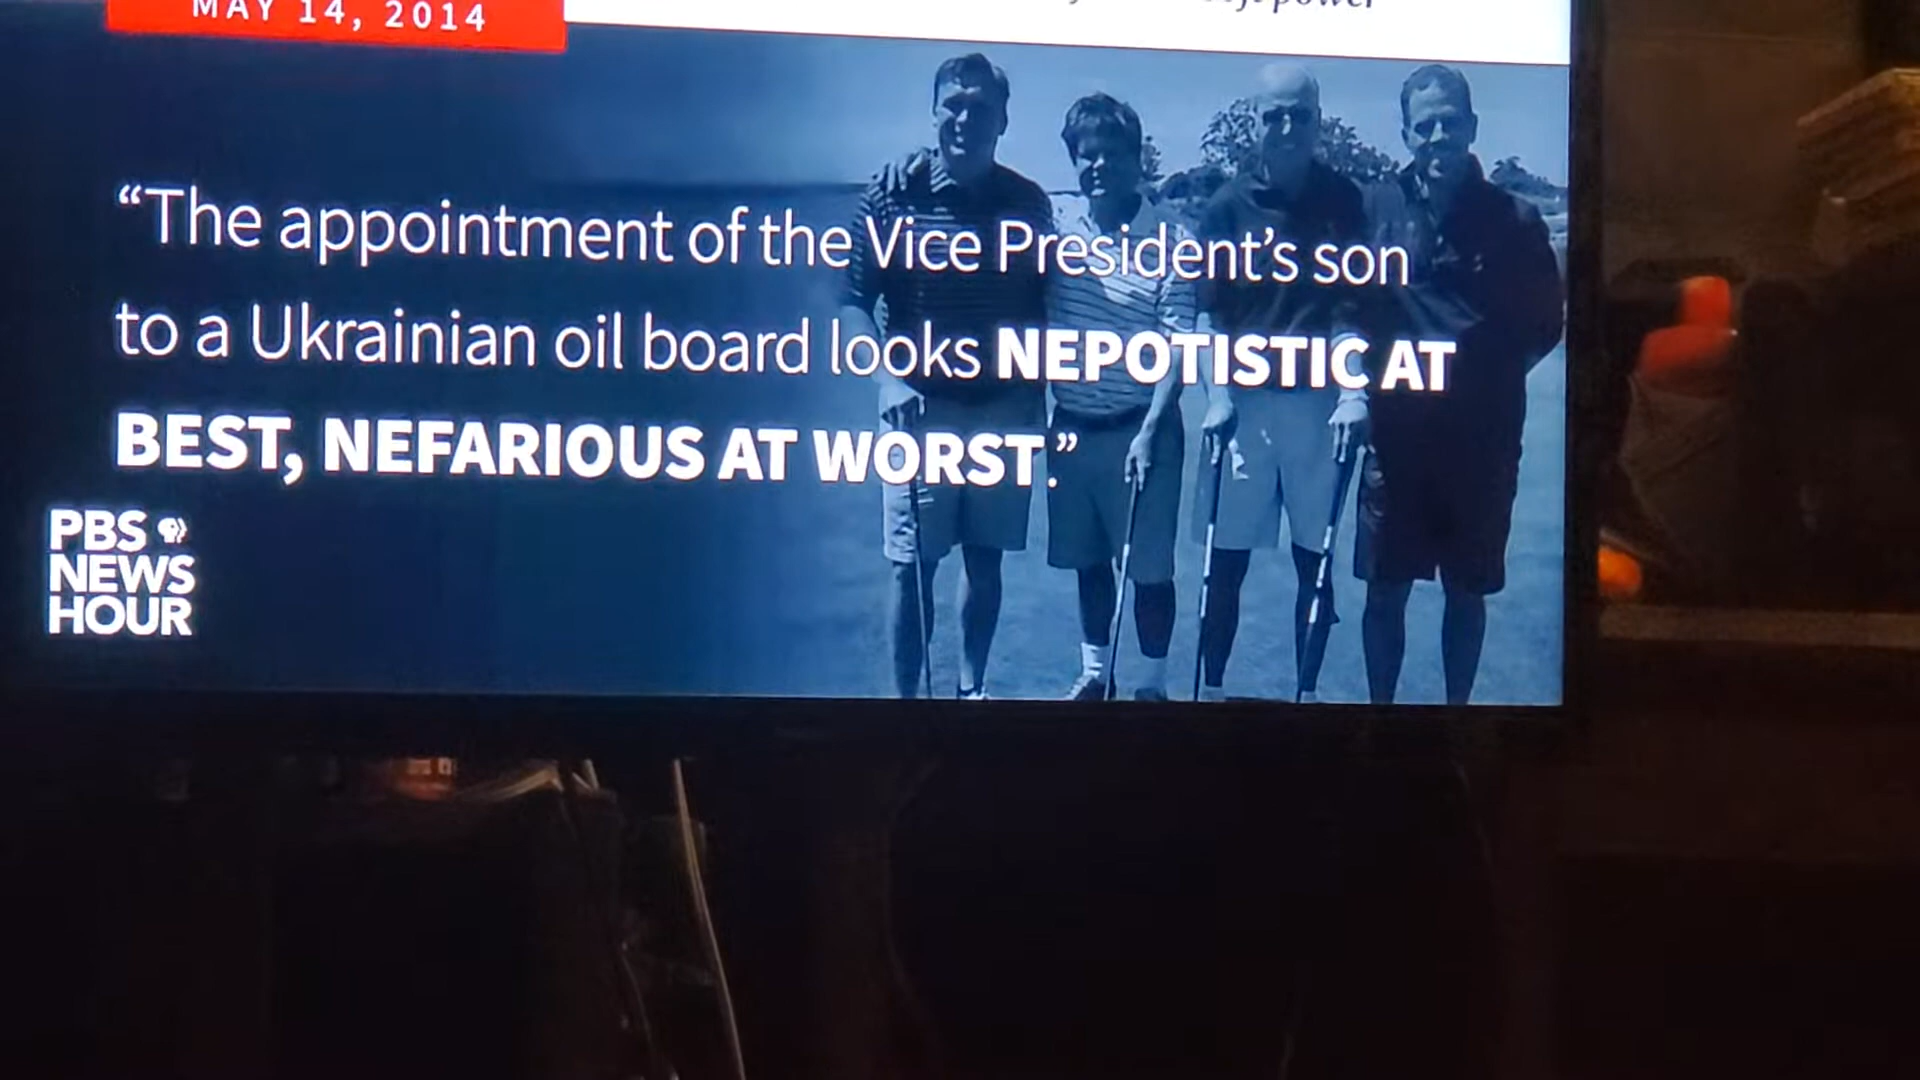 MAY 14, 2014
“The appointment of the Vice President’s son
to a Ukrainian oil board looks NEPOTISTIC AT
BEST, NEFARIOUS AT WORST.”
PBS
NEWS
HOUR